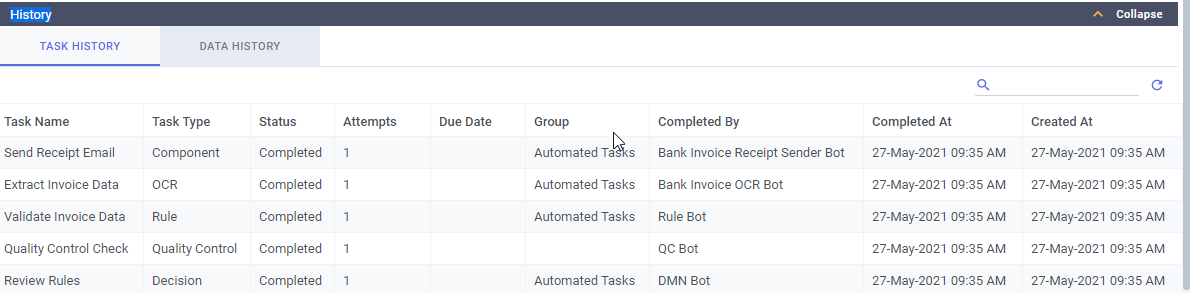 History Collapse
TASK HISTORY DATA HISTORY
Task Name Task Type Status Attempts Due Date Group Completed By Completed At Created At
Send Receipt Email Component Completed 1 Automated Tasks Bank Invoice Receipt Sender Bot 27-May-2021 09:35 AM 27-May-2021 09:35 AM
Extract Invoice Data OCR Completed 1 Automated Tasks Bank Invoice OCR Bot 27-May-2021 09:35 AM 27-May-2021 09:35 AM
Validate Invoice Data Rule Completed 1 Automated Tasks Rule Bot 27-May-2021 09:35 AM 27-May-2021 09:35 AM
Quality Control Check Quality Control Completed 1 QC Bot 27-May-2021 09:35 AM 27-May-2021 09:35 AM
Review Rules Decision Completed 1 Automated Tasks DMN Bot 27-May-2021 09:35 AM 27-May-2021 09:35 AM